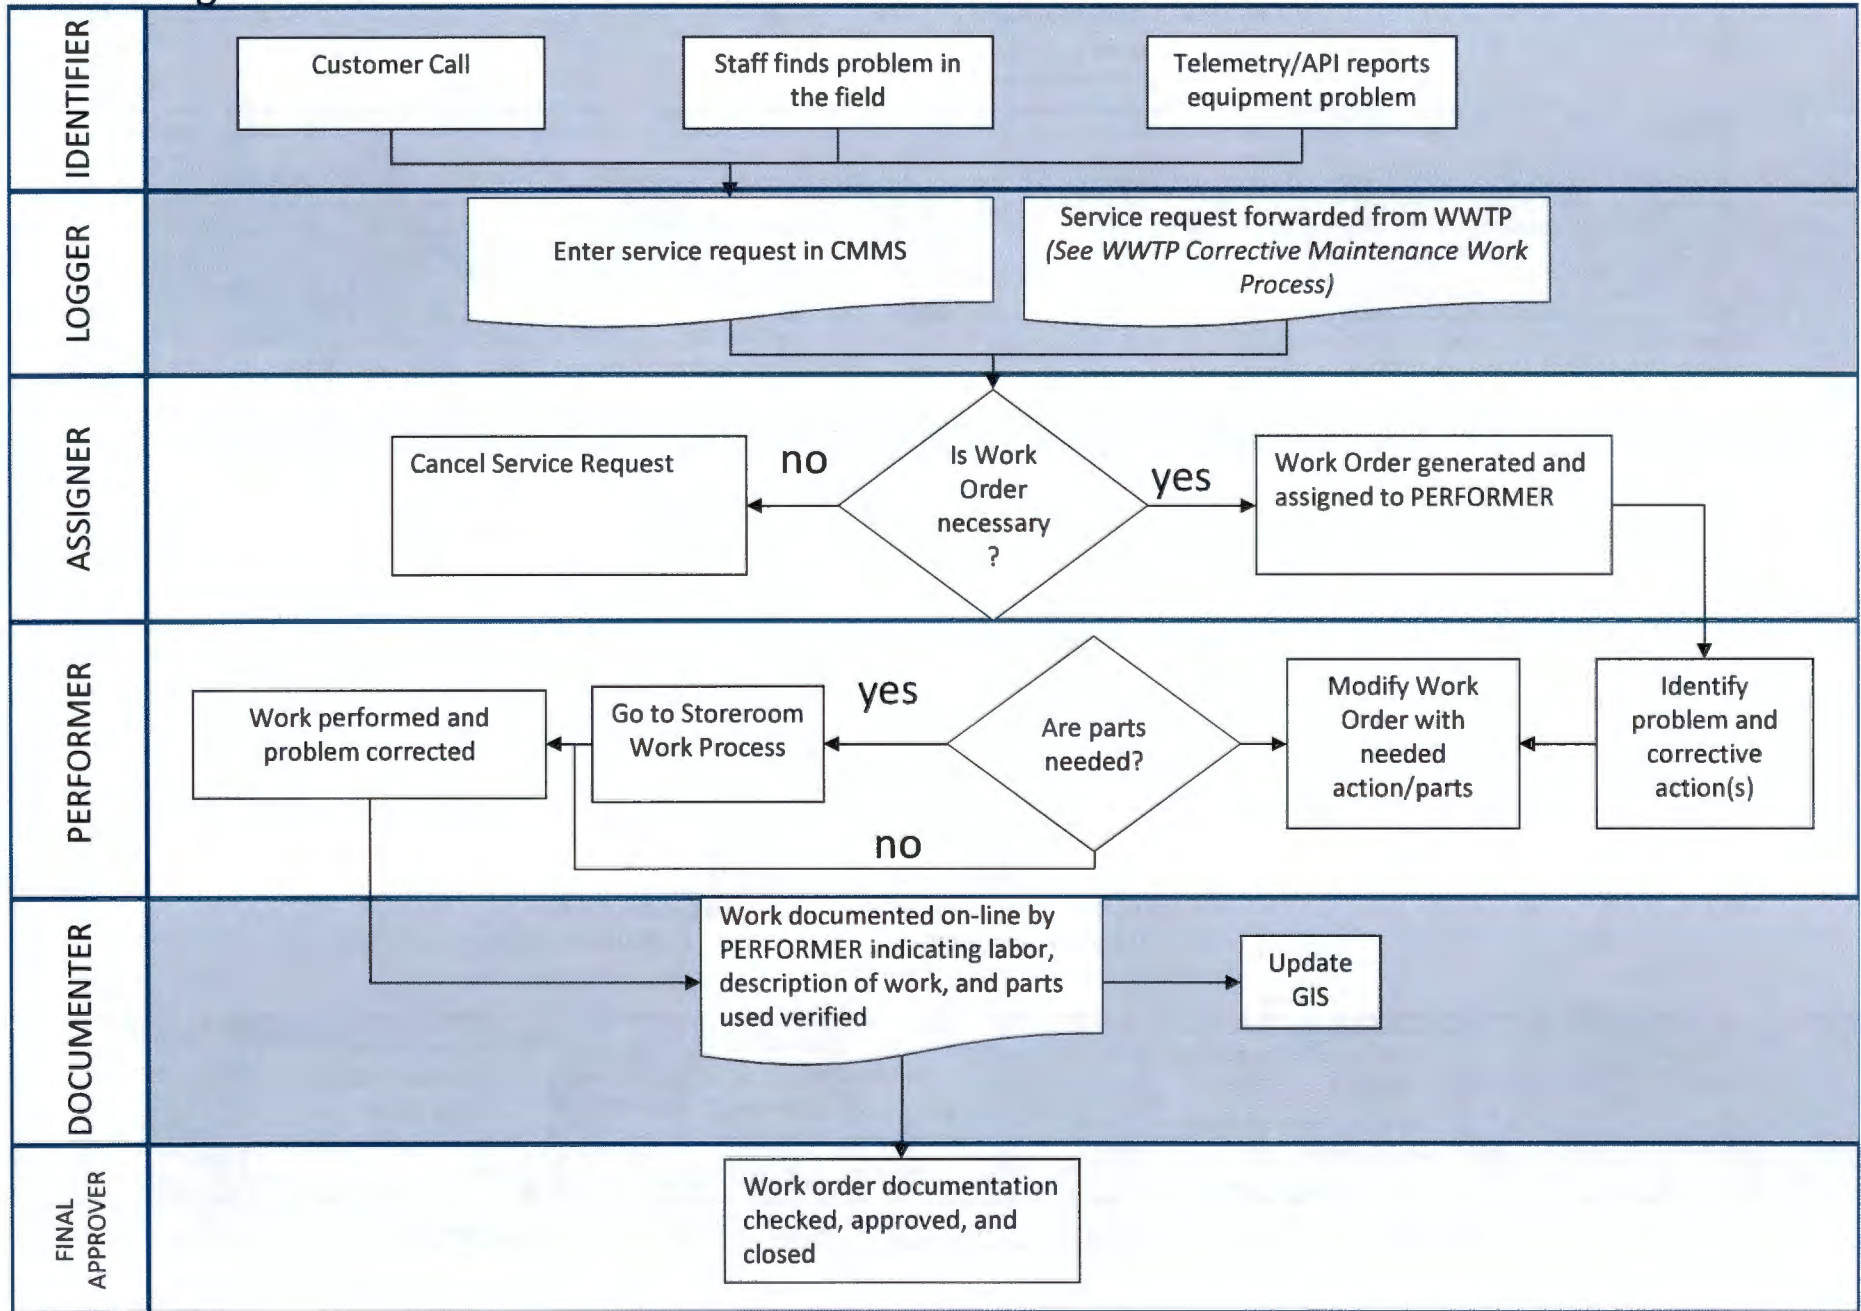 IDENTIFIER
Customer Call
Staff finds problem in
the field
Telemetry/API reports
equipment problem
LOGGER
Enter service request in CMMS
Service request forwarded from WWTP
(See WWTP Corrective Maintenance Work
Process)
ASSIGNER
Cancel Service Request
no
Is Work
Order
necessary
?
yes
Work Order generated and
assigned to PERFORMER
PERFORMER
Work performed and
problem corrected
Go to Storeroom
Work Process
yes
Are parts
needed?
no
Modify Work
Order with
needed
action/parts
Identify
problem and
corrective
action(s)
DOCUMENTER
Work documented on-line by
PERFORMER indicating labor,
description of work, and parts
used verified
Update
GIS
FINAL
APPROVER
Work order documentation
checked, approved, and
closed